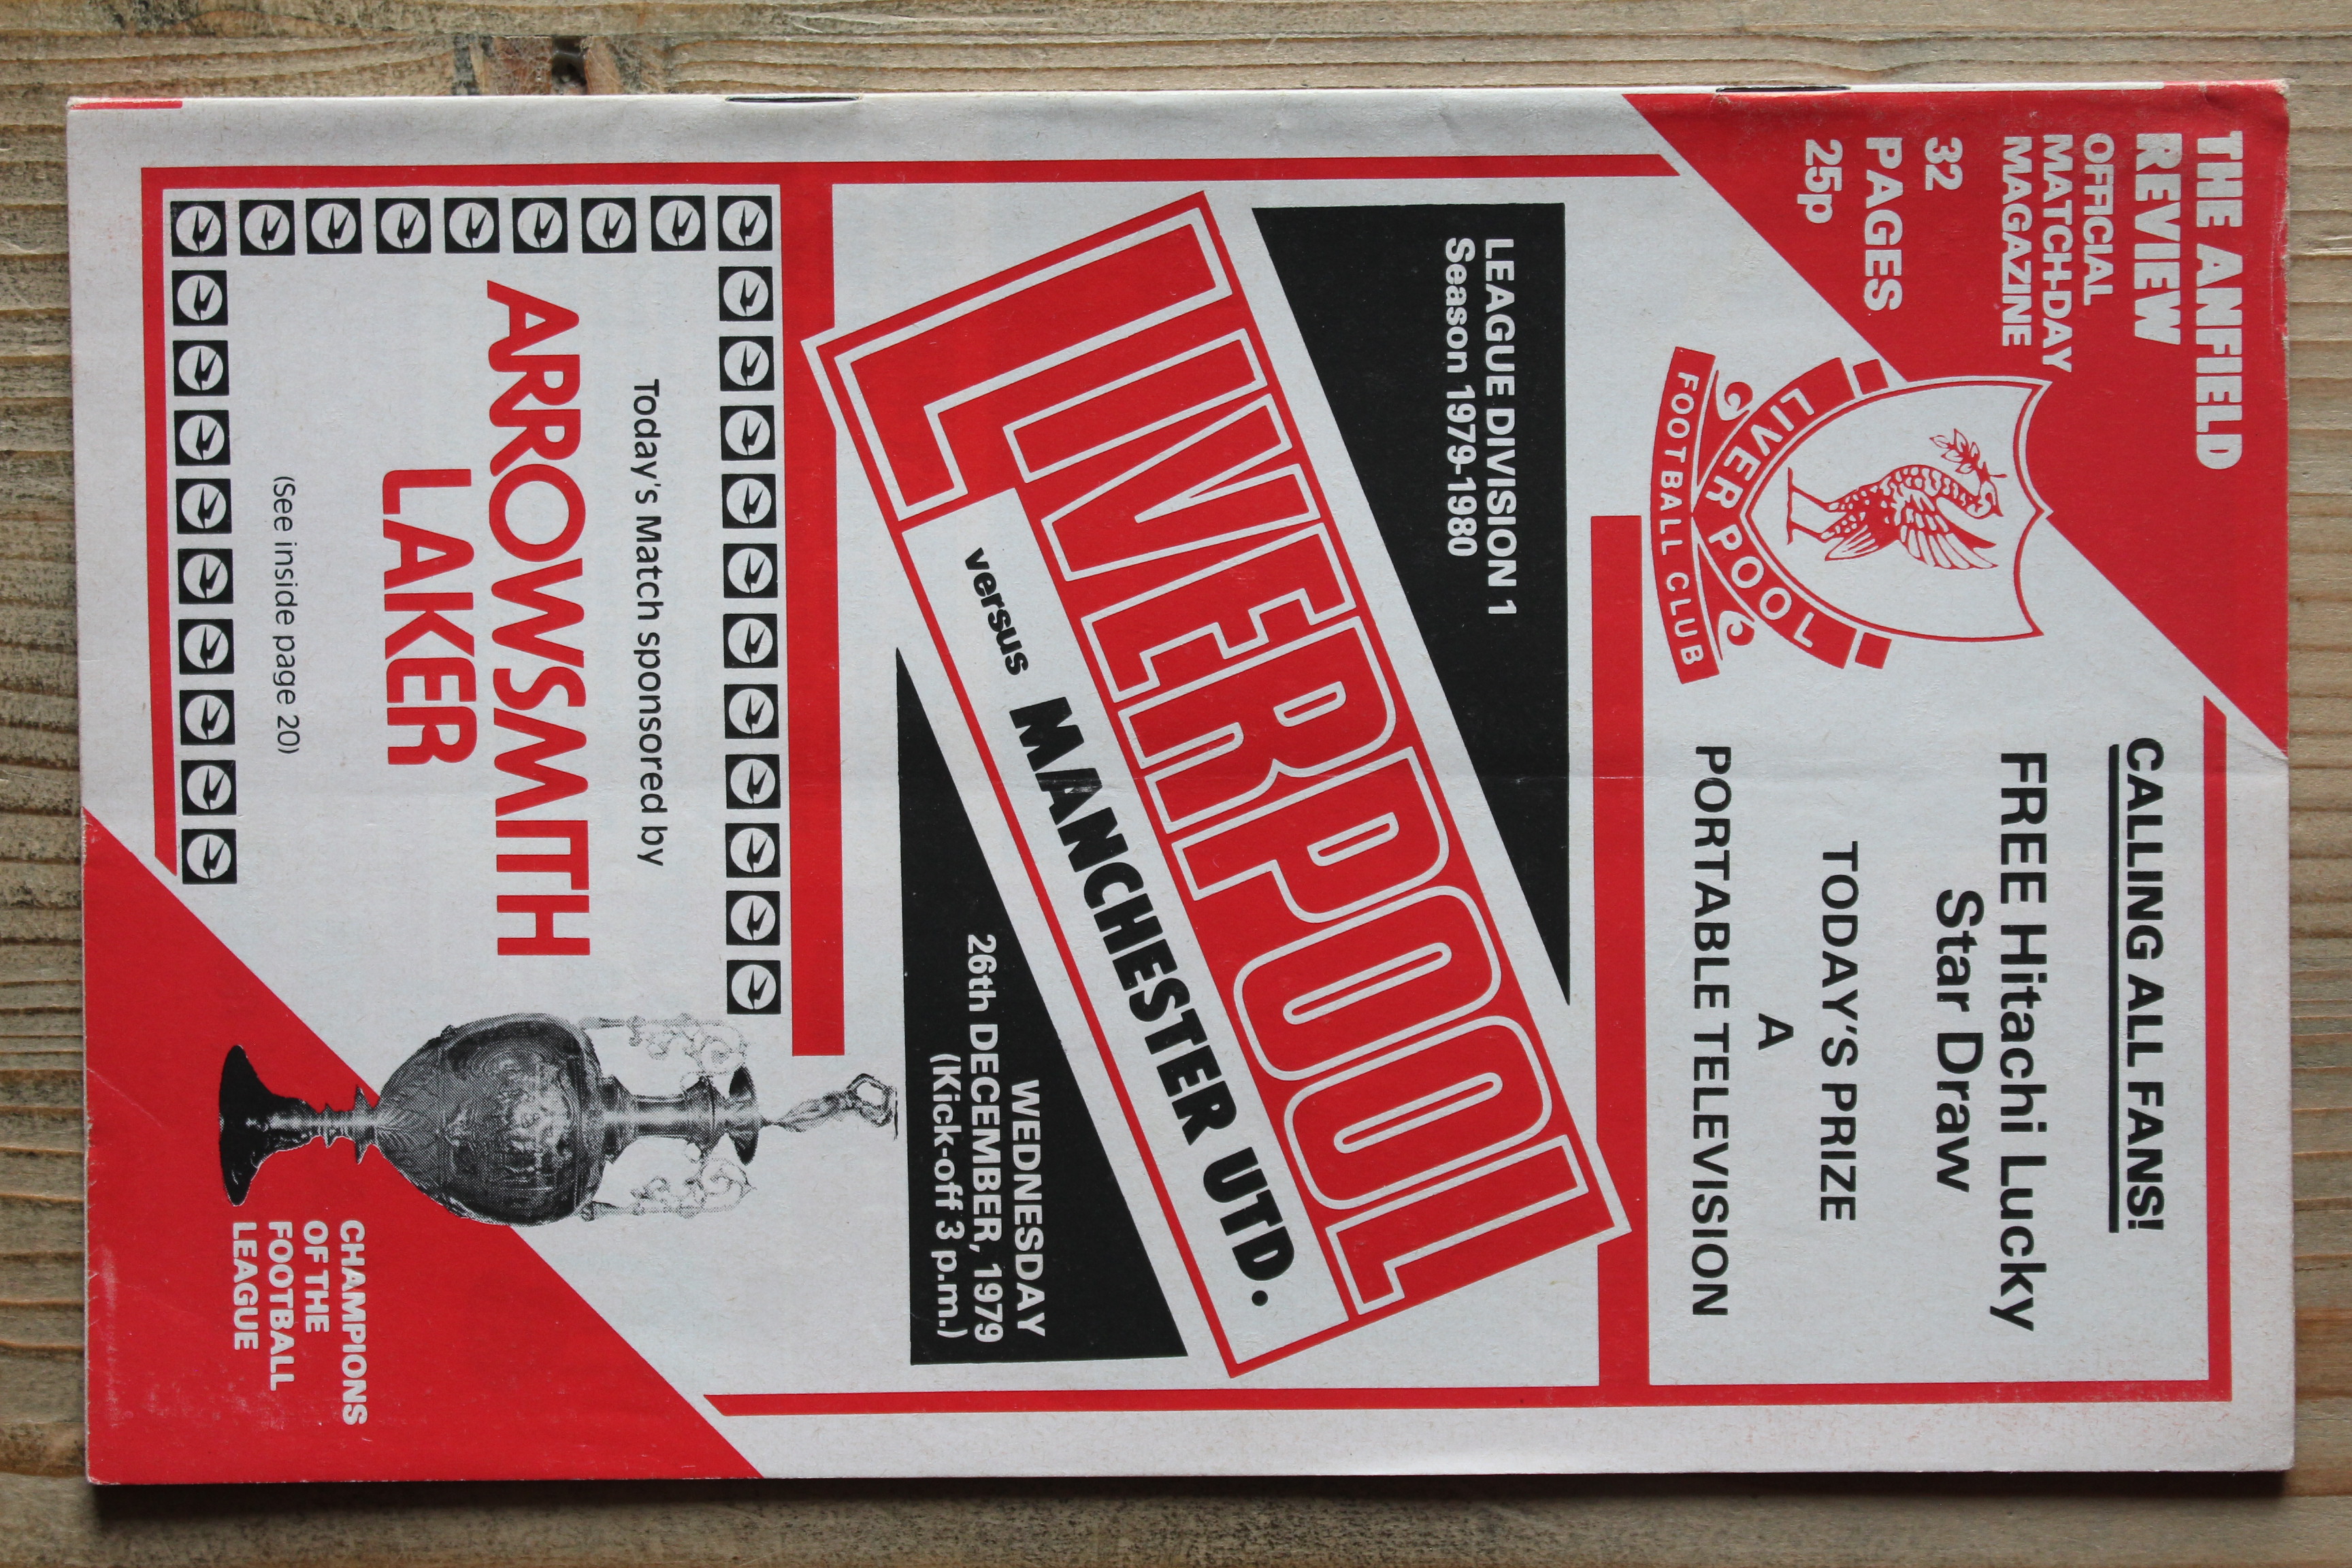 THE ANFIELD
REVIEW
OFFICIAL
MATCH-DAY
MAGAZINE
32
PAGES
25p
LIVERPOOL
FOOTBALL CLUB
CALLING ALL FANS!
FREE Hitachi Lucky
Star Draw
TODAY'S PRIZE
A
PORTABLE TELEVISION
LEAGUE DIVISION 1
Season 1979-1980
LIVERPOOL
versus MANCHESTER UTD.
WEDNESDAY
26th DECEMBER, 1979
(Kick-off 3 p.m.)
Today's Match sponsored by
ARROWSMITH
LAKER
(See inside page 20)
CHAMPIONS
OF THE
FOOTBALL
LEAGUE